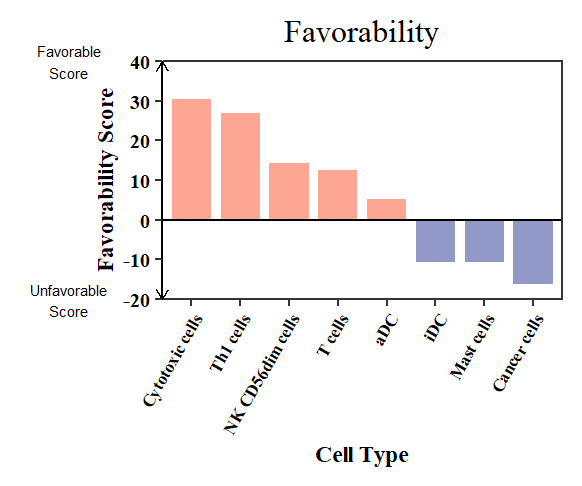 Favorability
Favorable
Score
40
30
20
10
0
-10
-20
Favorability Score
Unfavorable
Score
Cytotoxic cells
Th1 cells
NK CD56dim cells
T cells
aDC
iDC
Mast cells
Cancer cells
Cell Type